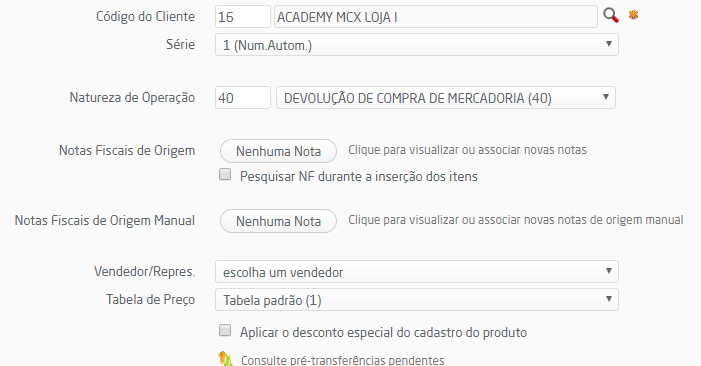 Código do Cliente 16 ACADEMY MCX LOJA I
Série 1 (Num.Autom.)
Natureza de Operação 40 DEVOLUÇÃO DE COMPRA DE MERCADORIA (40)
Notas Fiscais de Origem Nenhuma Nota Clique para visualizar ou associar novas notas
Pesquisar NF durante a inserção dos itens
Notas Fiscais de Origem Manual Nenhuma Nota Clique para visualizar ou associar novas notas de origem manual
Vendedor/Repres. escolha um vendedor
Tabela de Preço Tabela padrão (1)
Aplicar o desconto especial do cadastro do produto
Consulte pré-transferências pendentes